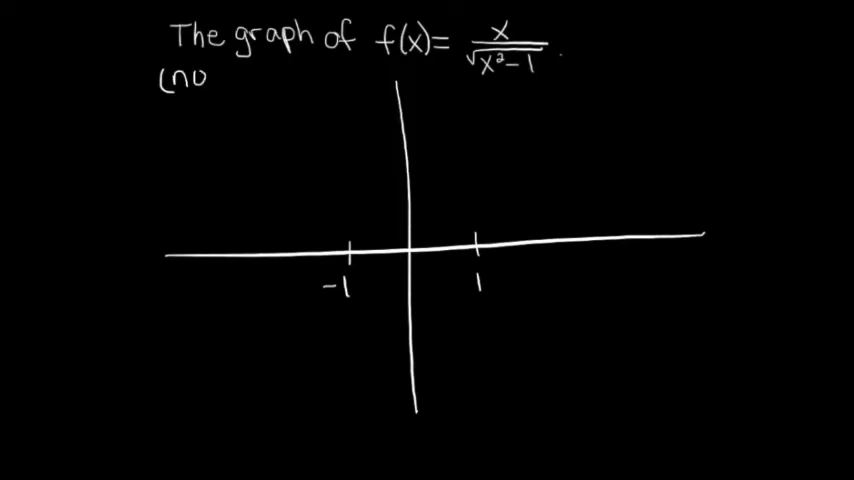 The graph of f(x) = x/√(x²-1).
(no
-1 1